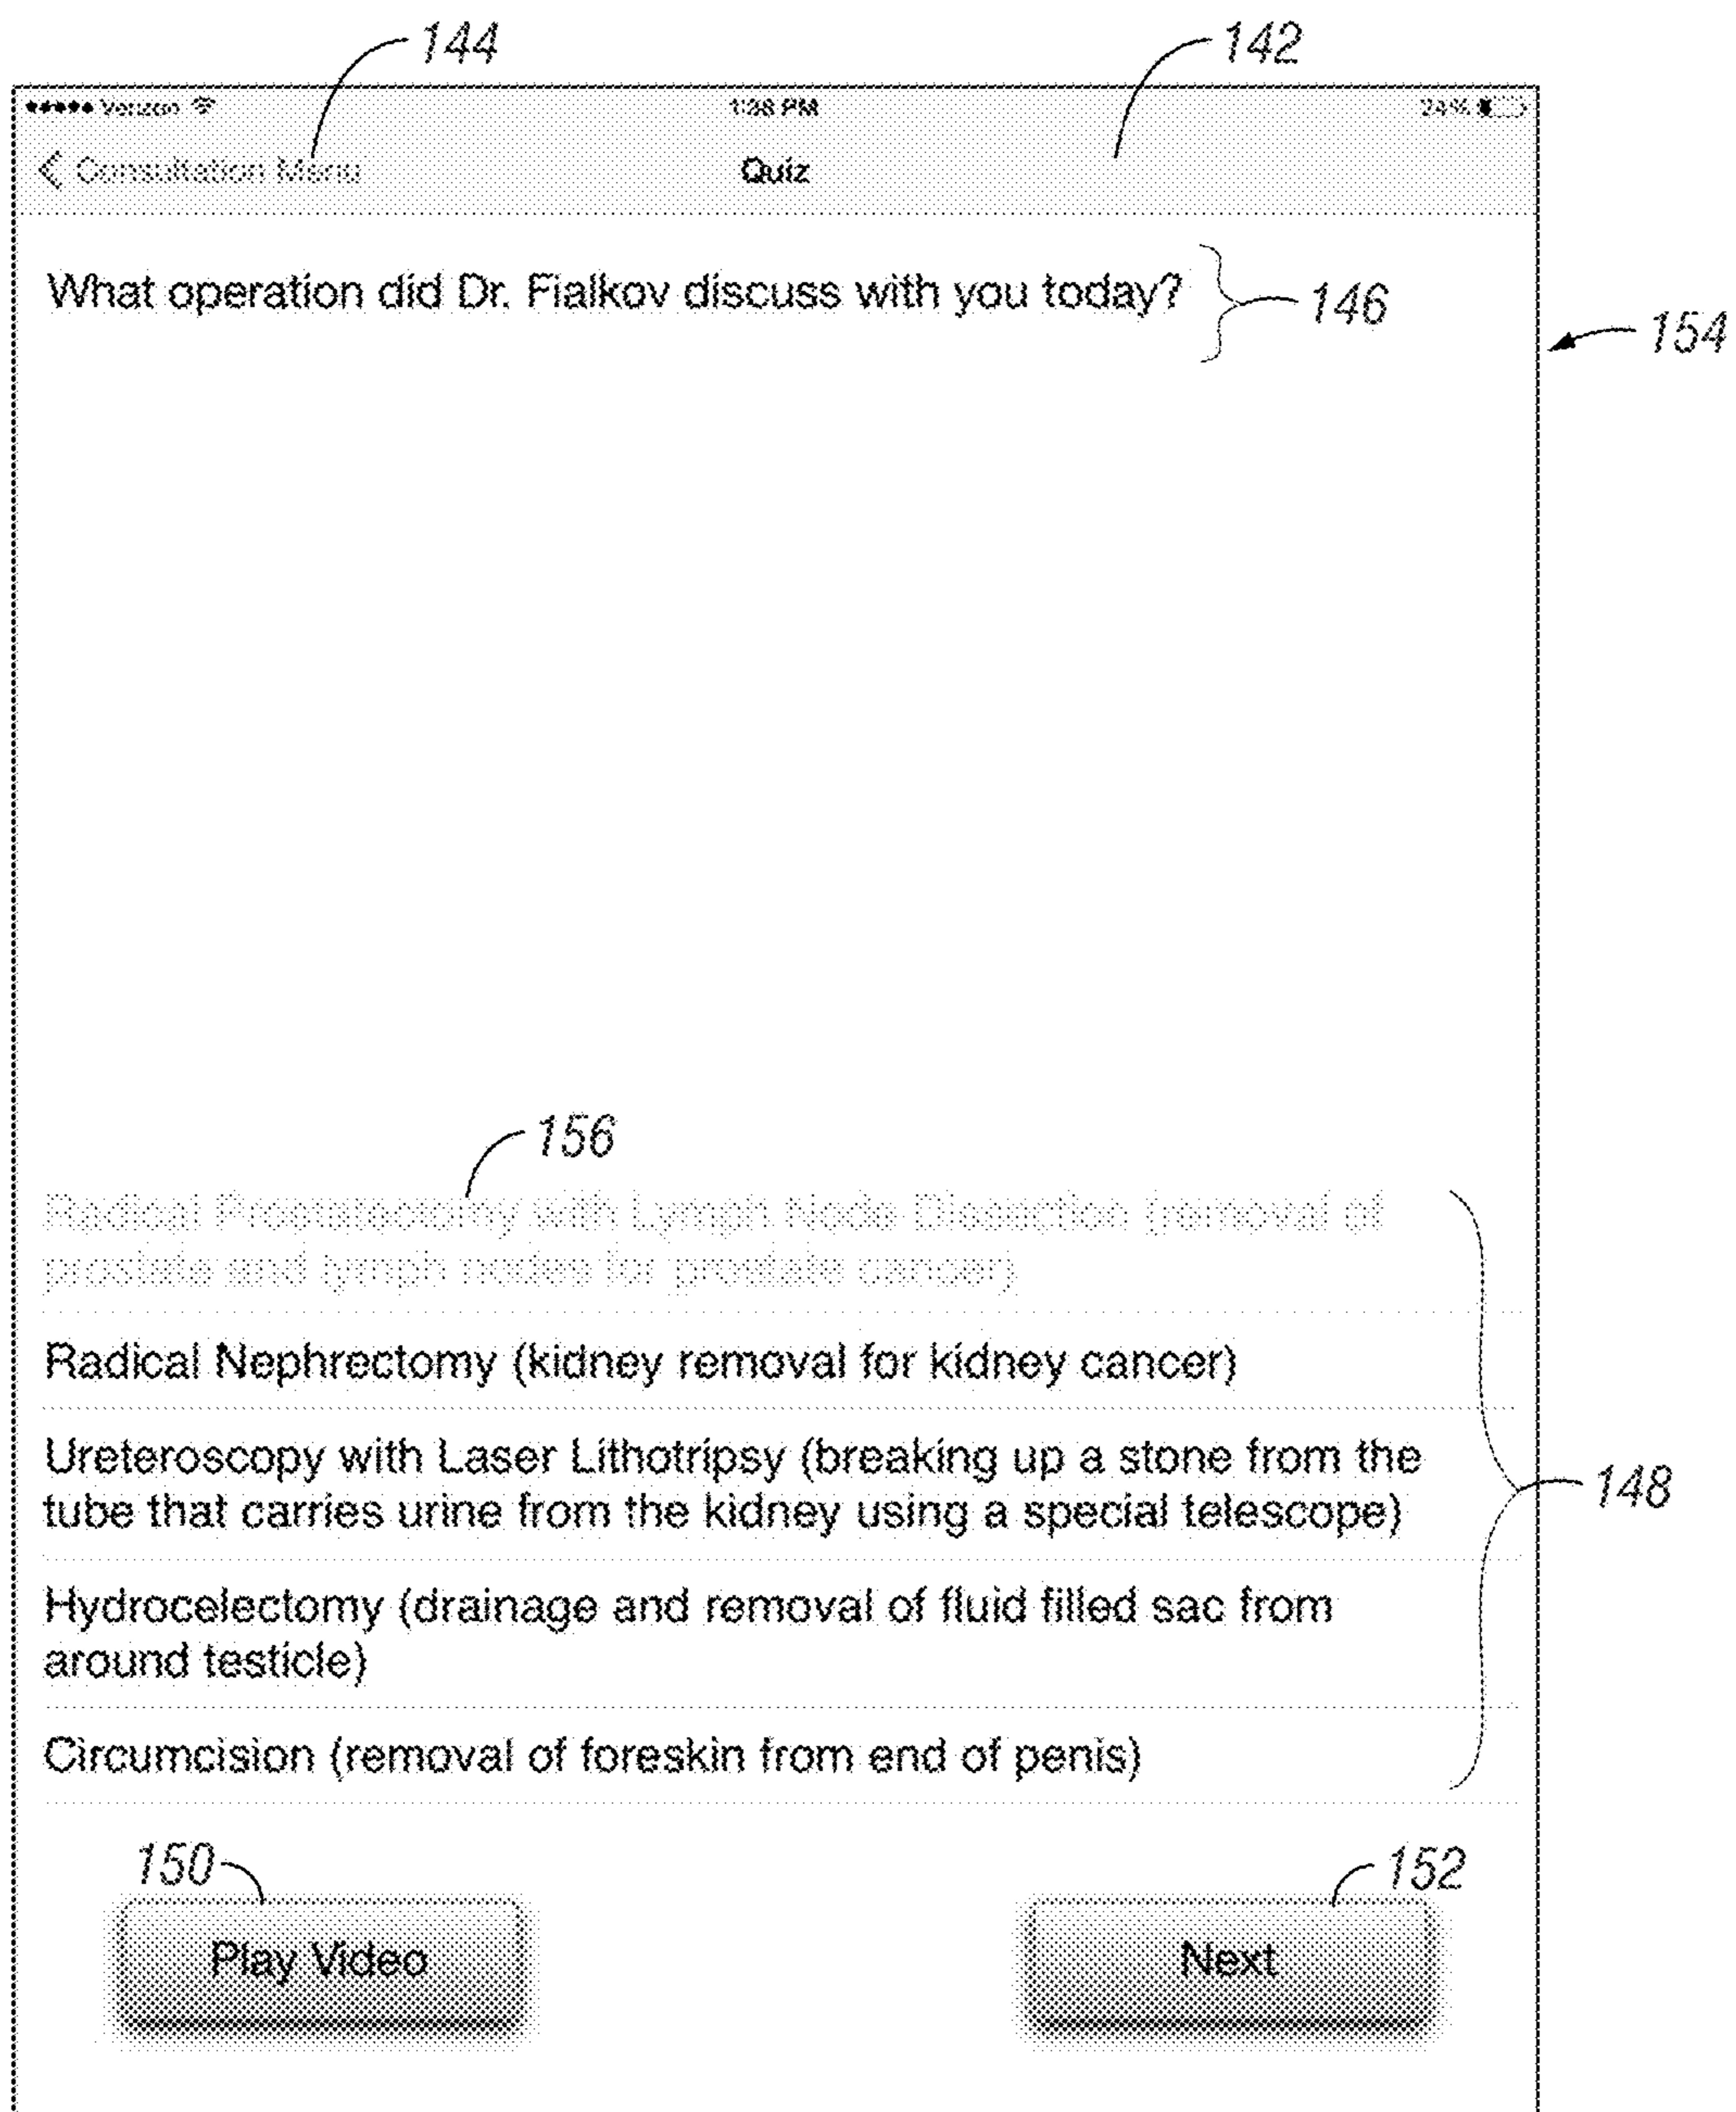 144 142
Verizon 1:38 PM 24%
Consultation Menu Quiz
What operation did Dr. Fialkov discuss with you today? 146
154
156
Radical Prostatectomy with Lymph Node Dissection (removal of
prostate and lymph nodes for prostate cancer)
Radical Nephrectomy (kidney removal for kidney cancer)
Ureteroscopy with Laser Lithotripsy (breaking up a stone from the
tube that carries urine from the kidney using a special telescope)
148
Hydrocelectomy (drainage and removal of fluid filled sac from
around testicle)
Circumcision (removal of foreskin from end of penis)
150 152
Play Video Next